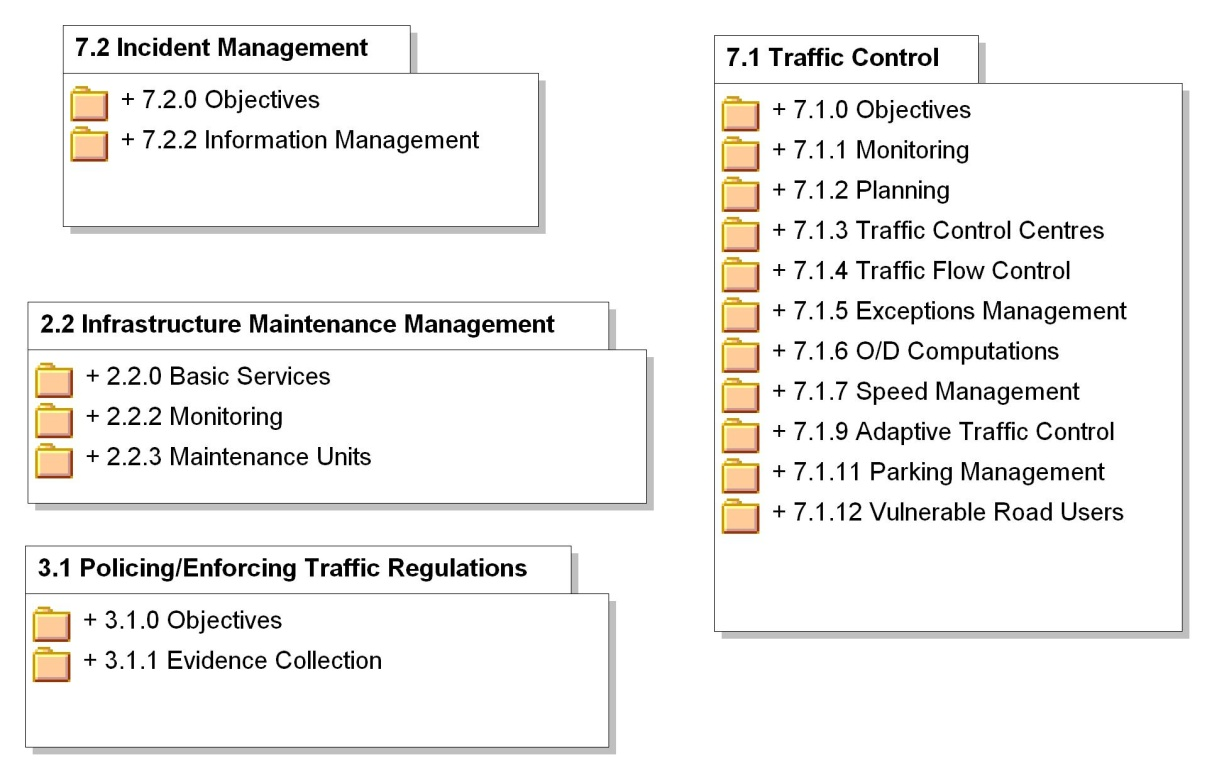 7.2 Incident Management
+ 7.2.0 Objectives
+ 7.2.2 Information Management
2.2 Infrastructure Maintenance Management
+ 2.2.0 Basic Services
+ 2.2.2 Monitoring
+ 2.2.3 Maintenance Units
3.1 Policing/Enforcing Traffic Regulations
+ 3.1.0 Objectives
+ 3.1.1 Evidence Collection
7.1 Traffic Control
+ 7.1.0 Objectives
+ 7.1.1 Monitoring
+ 7.1.2 Planning
+ 7.1.3 Traffic Control Centres
+ 7.1.4 Traffic Flow Control
+ 7.1.5 Exceptions Management
+ 7.1.6 O/D Computations
+ 7.1.7 Speed Management
+ 7.1.9 Adaptive Traffic Control
+ 7.1.11 Parking Management
+ 7.1.12 Vulnerable Road Users